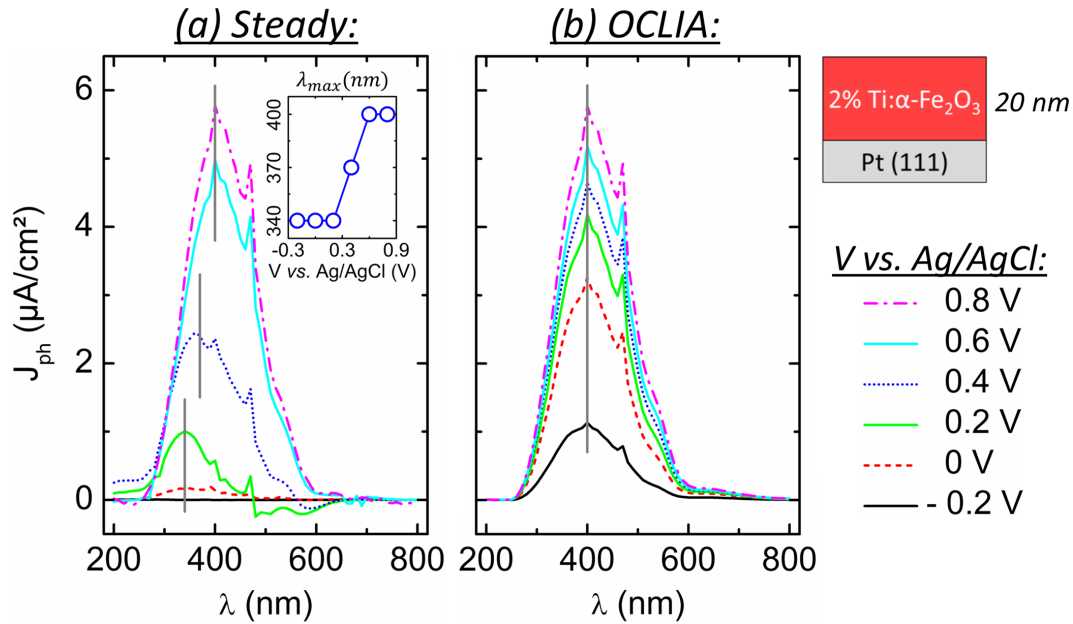 (a) Steady:
(b) OCLIA:
6
4
2
0
J_ph (μA/cm²)
λ_max(nm)
400
370
340
-0.3 0.3 0.9
V vs. Ag/AgCl (V)
200 400 600 800
λ (nm)
200 400 600 800
λ (nm)
2% Ti:α-Fe₂O₃
20 nm
Pt (111)
V vs. Ag/AgCl:
0.8 V
0.6 V
0.4 V
0.2 V
0 V
- 0.2 V